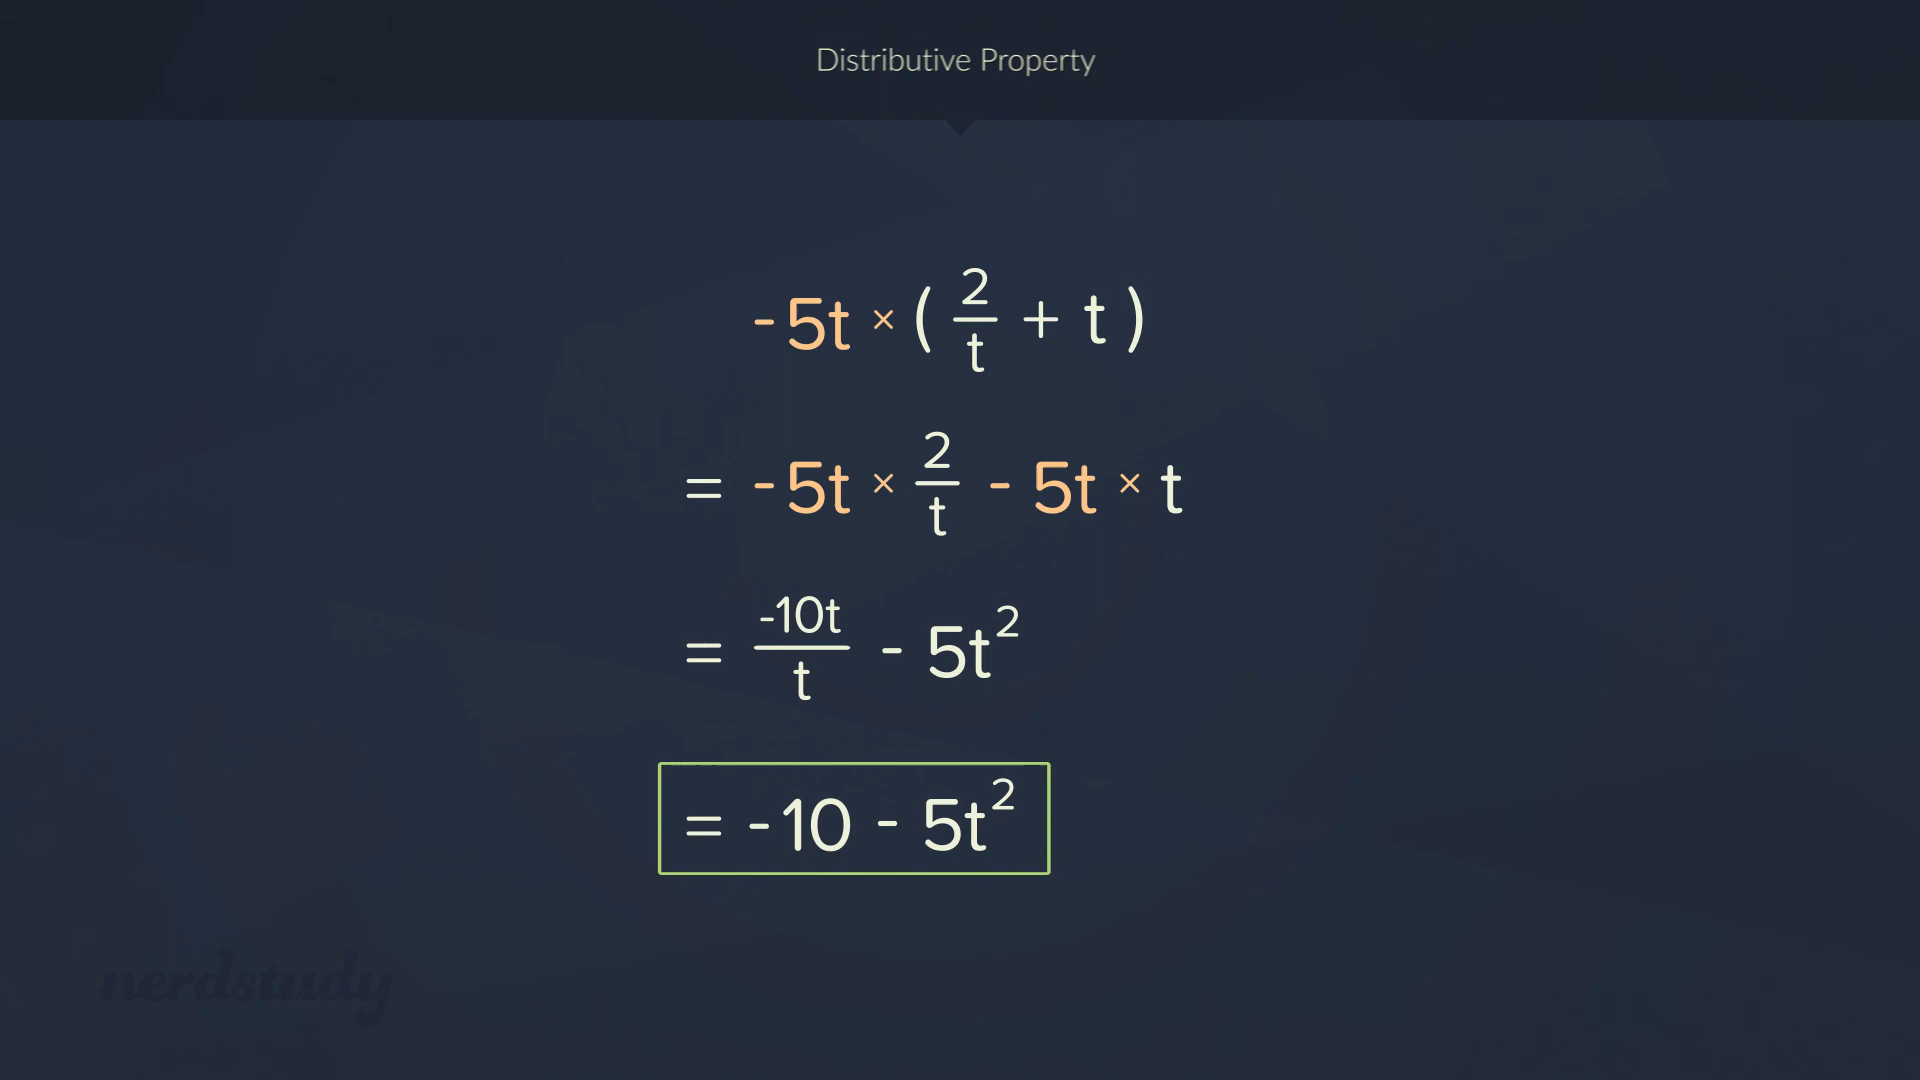 Distributive Property
-5t × ( 2/t + t )
= -5t × 2/t - 5t × t
= -10t/t - 5t²
= -10 - 5t²
nerdstudy